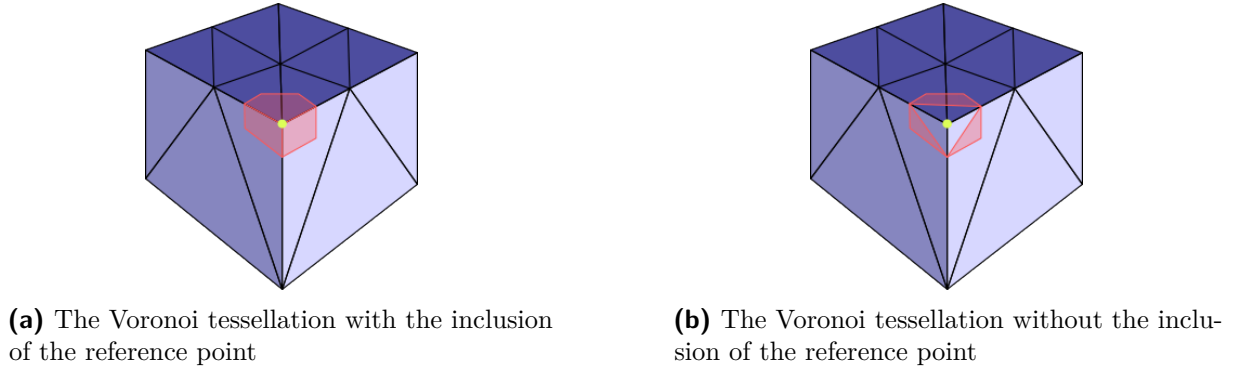 (a) The Voronoi tessellation with the inclusion
of the reference point
(b) The Voronoi tessellation without the inclu-
sion of the reference point